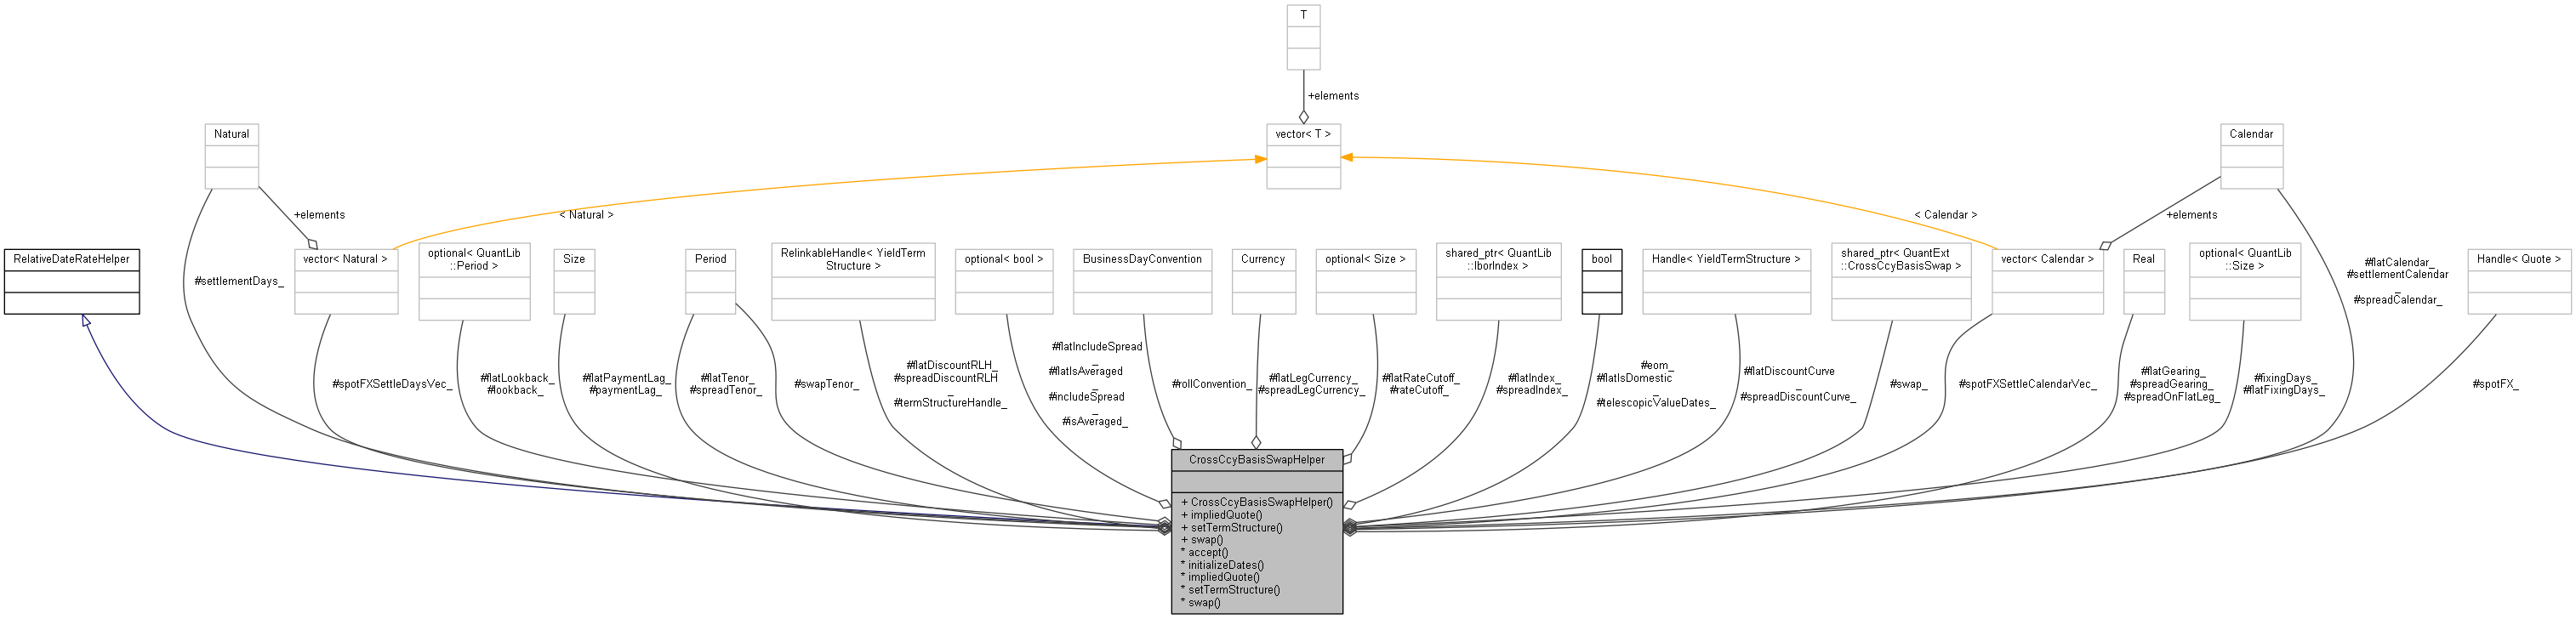 T
+elements
Natural
vector< T >
Calendar
+elements
< Natural >
< Calendar >
+elements
RelativeDateRateHelper
#settlementDays_
vector< Natural >
optional< QuantLib
::Period >
Size
Period
RelinkableHandle< YieldTerm
Structure >
optional< bool >
BusinessDayConvention
Currency
optional< Size >
shared_ptr< QuantLib
::IborIndex >
bool
Handle< YieldTermStructure >
shared_ptr< QuantExt
::CrossCcyBasisSwap >
vector< Calendar >
Real
optional< QuantLib
::Size >
#flatCalendar_
#settlementCalendar
_
#spreadCalendar_
Handle< Quote >
#spotFXSettleDaysVec_
#flatLookback_
#lookback_
#flatPaymentLag_
#paymentLag_
#flatTenor_
#spreadTenor_
#swapTenor_
#flatDiscountRLH_
#spreadDiscountRLH
_
#termStructureHandle_
#flatIncludeSpread
_
#flatIsAveraged
_
#includeSpread
_
#isAveraged_
#rollConvention_
#flatLegCurrency_
#spreadLegCurrency_
#flatRateCutoff_
#rateCutoff_
#flatIndex_
#spreadIndex_
#eom_
#flatIsDomestic
_
#telescopicValueDates_
#flatDiscountCurve
_
#spreadDiscountCurve_
#swap_
#spotFXSettleCalendarVec_
#flatGearing_
#spreadGearing_
#spreadOnFlatLeg_
#fixingDays_
#flatFixingDays_
#spotFX_
CrossCcyBasisSwapHelper
+ CrossCcyBasisSwapHelper()
+ impliedQuote()
+ setTermStructure()
+ swap()
* accept()
* initializeDates()
* impliedQuote()
* setTermStructure()
* swap()